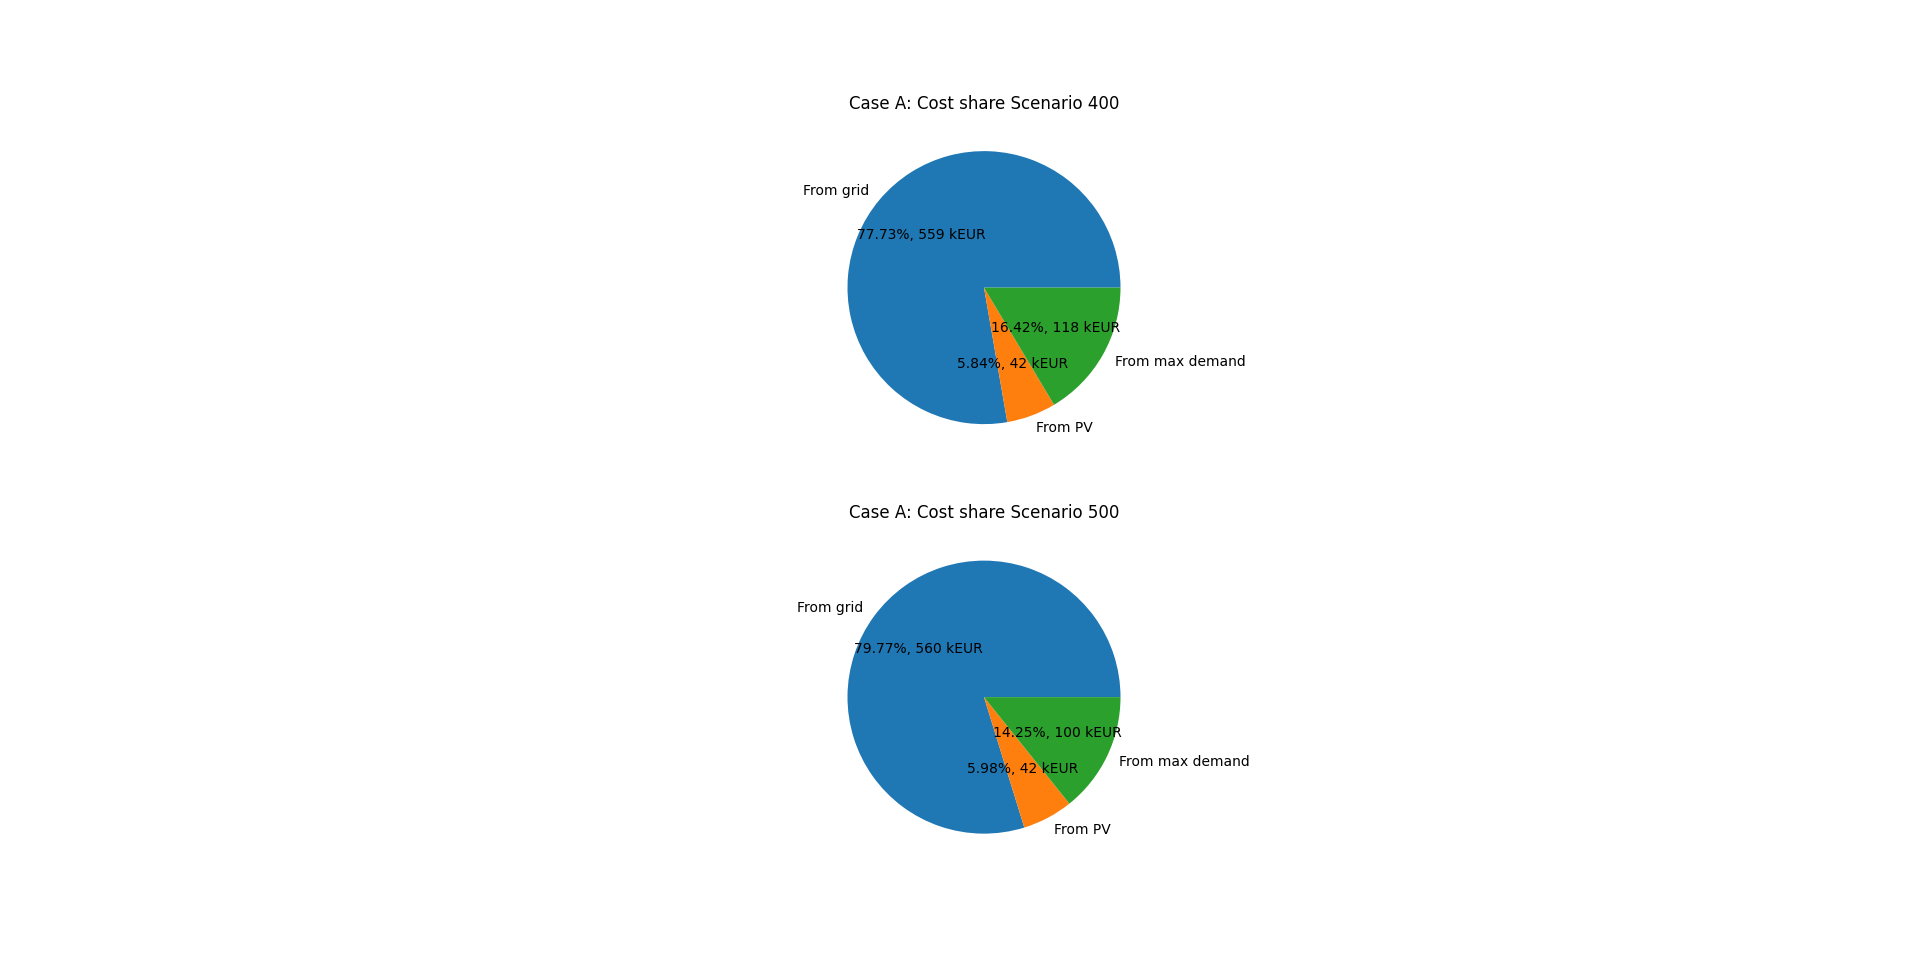 Case A: Cost share Scenario 400
From grid
77.73%, 559 kEUR
16.42%, 118 kEUR
From max demand
5.84%, 42 kEUR
From PV
Case A: Cost share Scenario 500
From grid
79.77%, 560 kEUR
14.25%, 100 kEUR
From max demand
5.98%, 42 kEUR
From PV